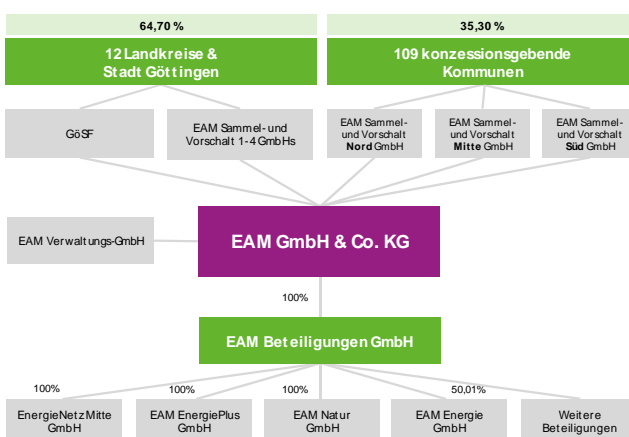 64,70 %
35,30 %
12 Landkreise &
Stadt Göttingen
109 konzessionsgebende
Kommunen
GöSF
EAM Sammel- und
Vorschalt 1-4 GmbHs
EAM Sammel-
und Vorschalt
Nord GmbH
EAM Sammel-
und Vorschalt
Mitte GmbH
EAM Sammel-
und Vorschalt
Süd GmbH
EAM Verwaltungs-GmbH
EAM GmbH & Co. KG
100%
EAM Beteiligungen GmbH
100%
100%
100%
50,01%
EnergieNetz Mitte
GmbH
EAM EnergiePlus
GmbH
EAM Natur
GmbH
EAM Energie
GmbH
Weitere
Beteiligungen